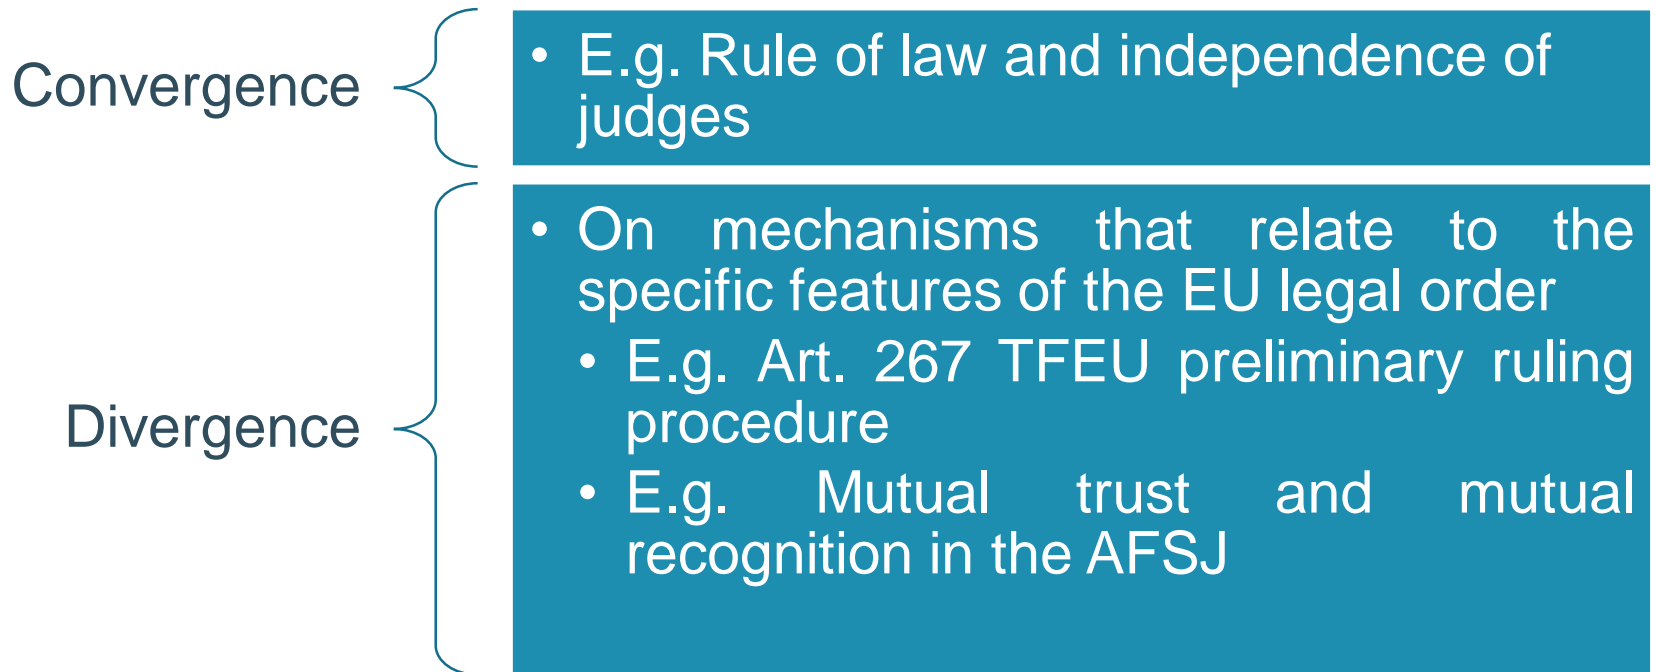 Convergence
• E.g. Rule of law and independence of
judges
Divergence
• On mechanisms that relate to the
specific features of the EU legal order
• E.g. Art. 267 TFEU preliminary ruling
procedure
• E.g. Mutual trust and mutual
recognition in the AFSJ